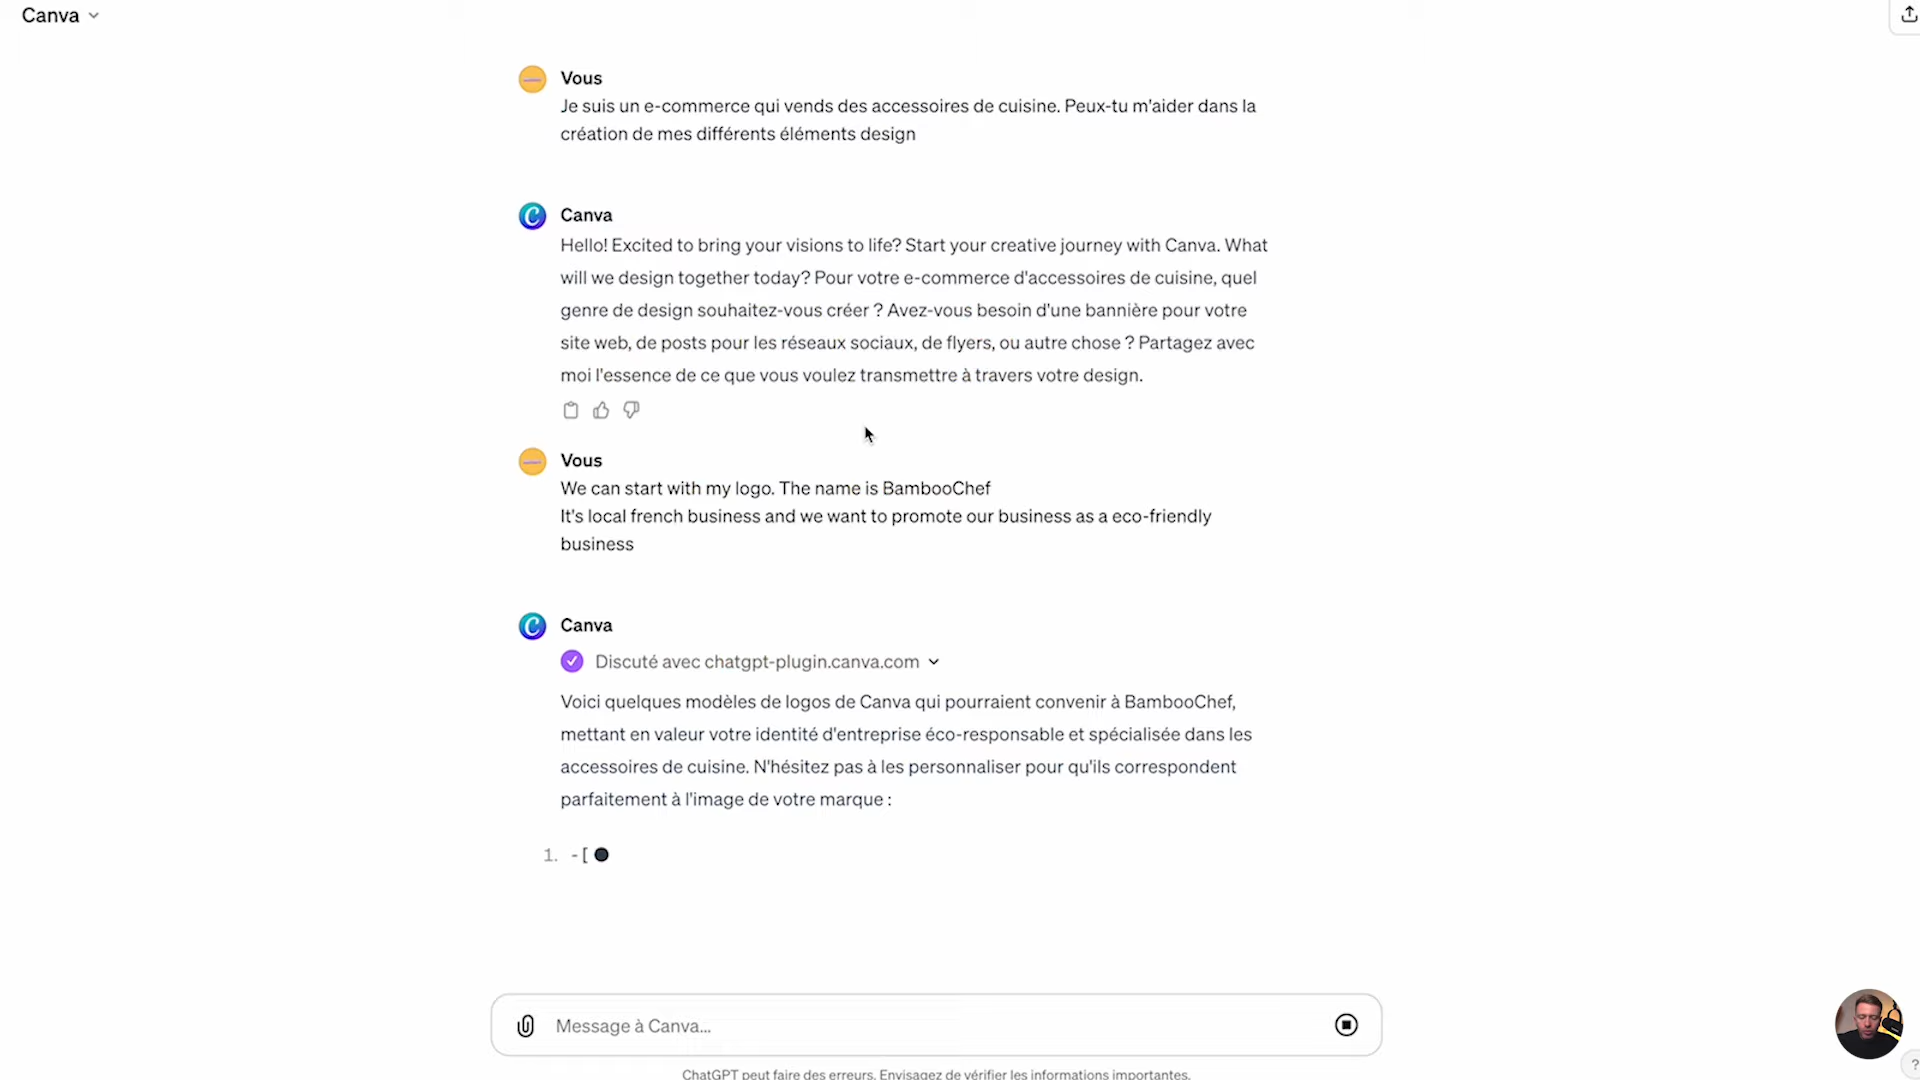 Canva
Vous
Je suis un e-commerce qui vends des accessoires de cuisine. Peux-tu m'aider dans la
création de mes différents éléments design
Canva
Hello! Excited to bring your visions to life? Start your creative journey with Canva. What
will we design together today? Pour votre e-commerce d'accessoires de cuisine, quel
genre de design souhaitez-vous créer ? Avez-vous besoin d'une bannière pour votre
site web, de posts pour les réseaux sociaux, de flyers, ou autre chose ? Partagez avec
moi l'essence de ce que vous voulez transmettre à travers votre design.
Vous
We can start with my logo. The name is BambooChef
It's local french business and we want to promote our business as a eco-friendly
business
Canva
Discuté avec chatgpt-plugin.canva.com
Voici quelques modèles de logos de Canva qui pourraient convenir à BambooChef,
mettant en valeur votre identité d'entreprise éco-responsable et spécialisée dans les
accessoires de cuisine. N'hésitez pas à les personnaliser pour qu'ils correspondent
parfaitement à l'image de votre marque :
1. - [
Message à Canva...
?
ChatGPT peut faire des erreurs. Envisagez de vérifier les informations importantes.